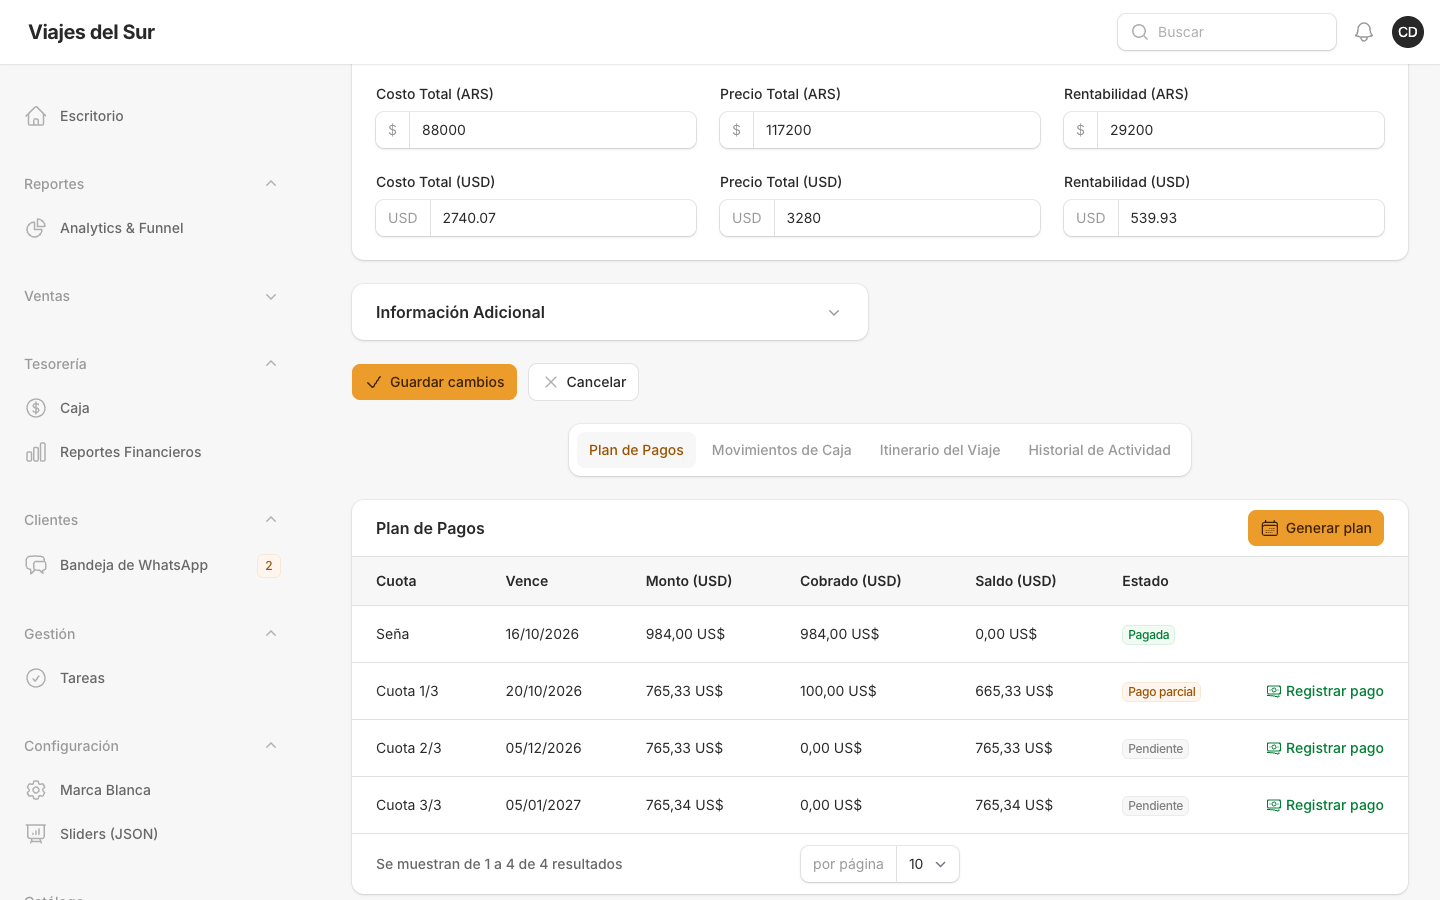 Viajes del Sur
Buscar
CD
Escritorio
Reportes
Analytics & Funnel
Ventas
Tesorería
Caja
Reportes Financieros
Clientes
Bandeja de WhatsApp 2
Gestión
Tareas
Configuración
Marca Blanca
Sliders (JSON)
Costo Total (ARS) Precio Total (ARS) Rentabilidad (ARS)
$ 88000 $ 117200 $ 29200
Costo Total (USD) Precio Total (USD) Rentabilidad (USD)
USD 2740.07 USD 3280 USD 539.93
Información Adicional
Guardar cambios Cancelar
Plan de Pagos Movimientos de Caja Itinerario del Viaje Historial de Actividad
Plan de Pagos Generar plan
Cuota Vence Monto (USD) Cobrado (USD) Saldo (USD) Estado
Seña 16/10/2026 984,00 US$ 984,00 US$ 0,00 US$ Pagada
Cuota 1/3 20/10/2026 765,33 US$ 100,00 US$ 665,33 US$ Pago parcial Registrar pago
Cuota 2/3 05/12/2026 765,33 US$ 0,00 US$ 765,33 US$ Pendiente Registrar pago
Cuota 3/3 05/01/2027 765,34 US$ 0,00 US$ 765,34 US$ Pendiente Registrar pago
Se muestran de 1 a 4 de 4 resultados por página 10